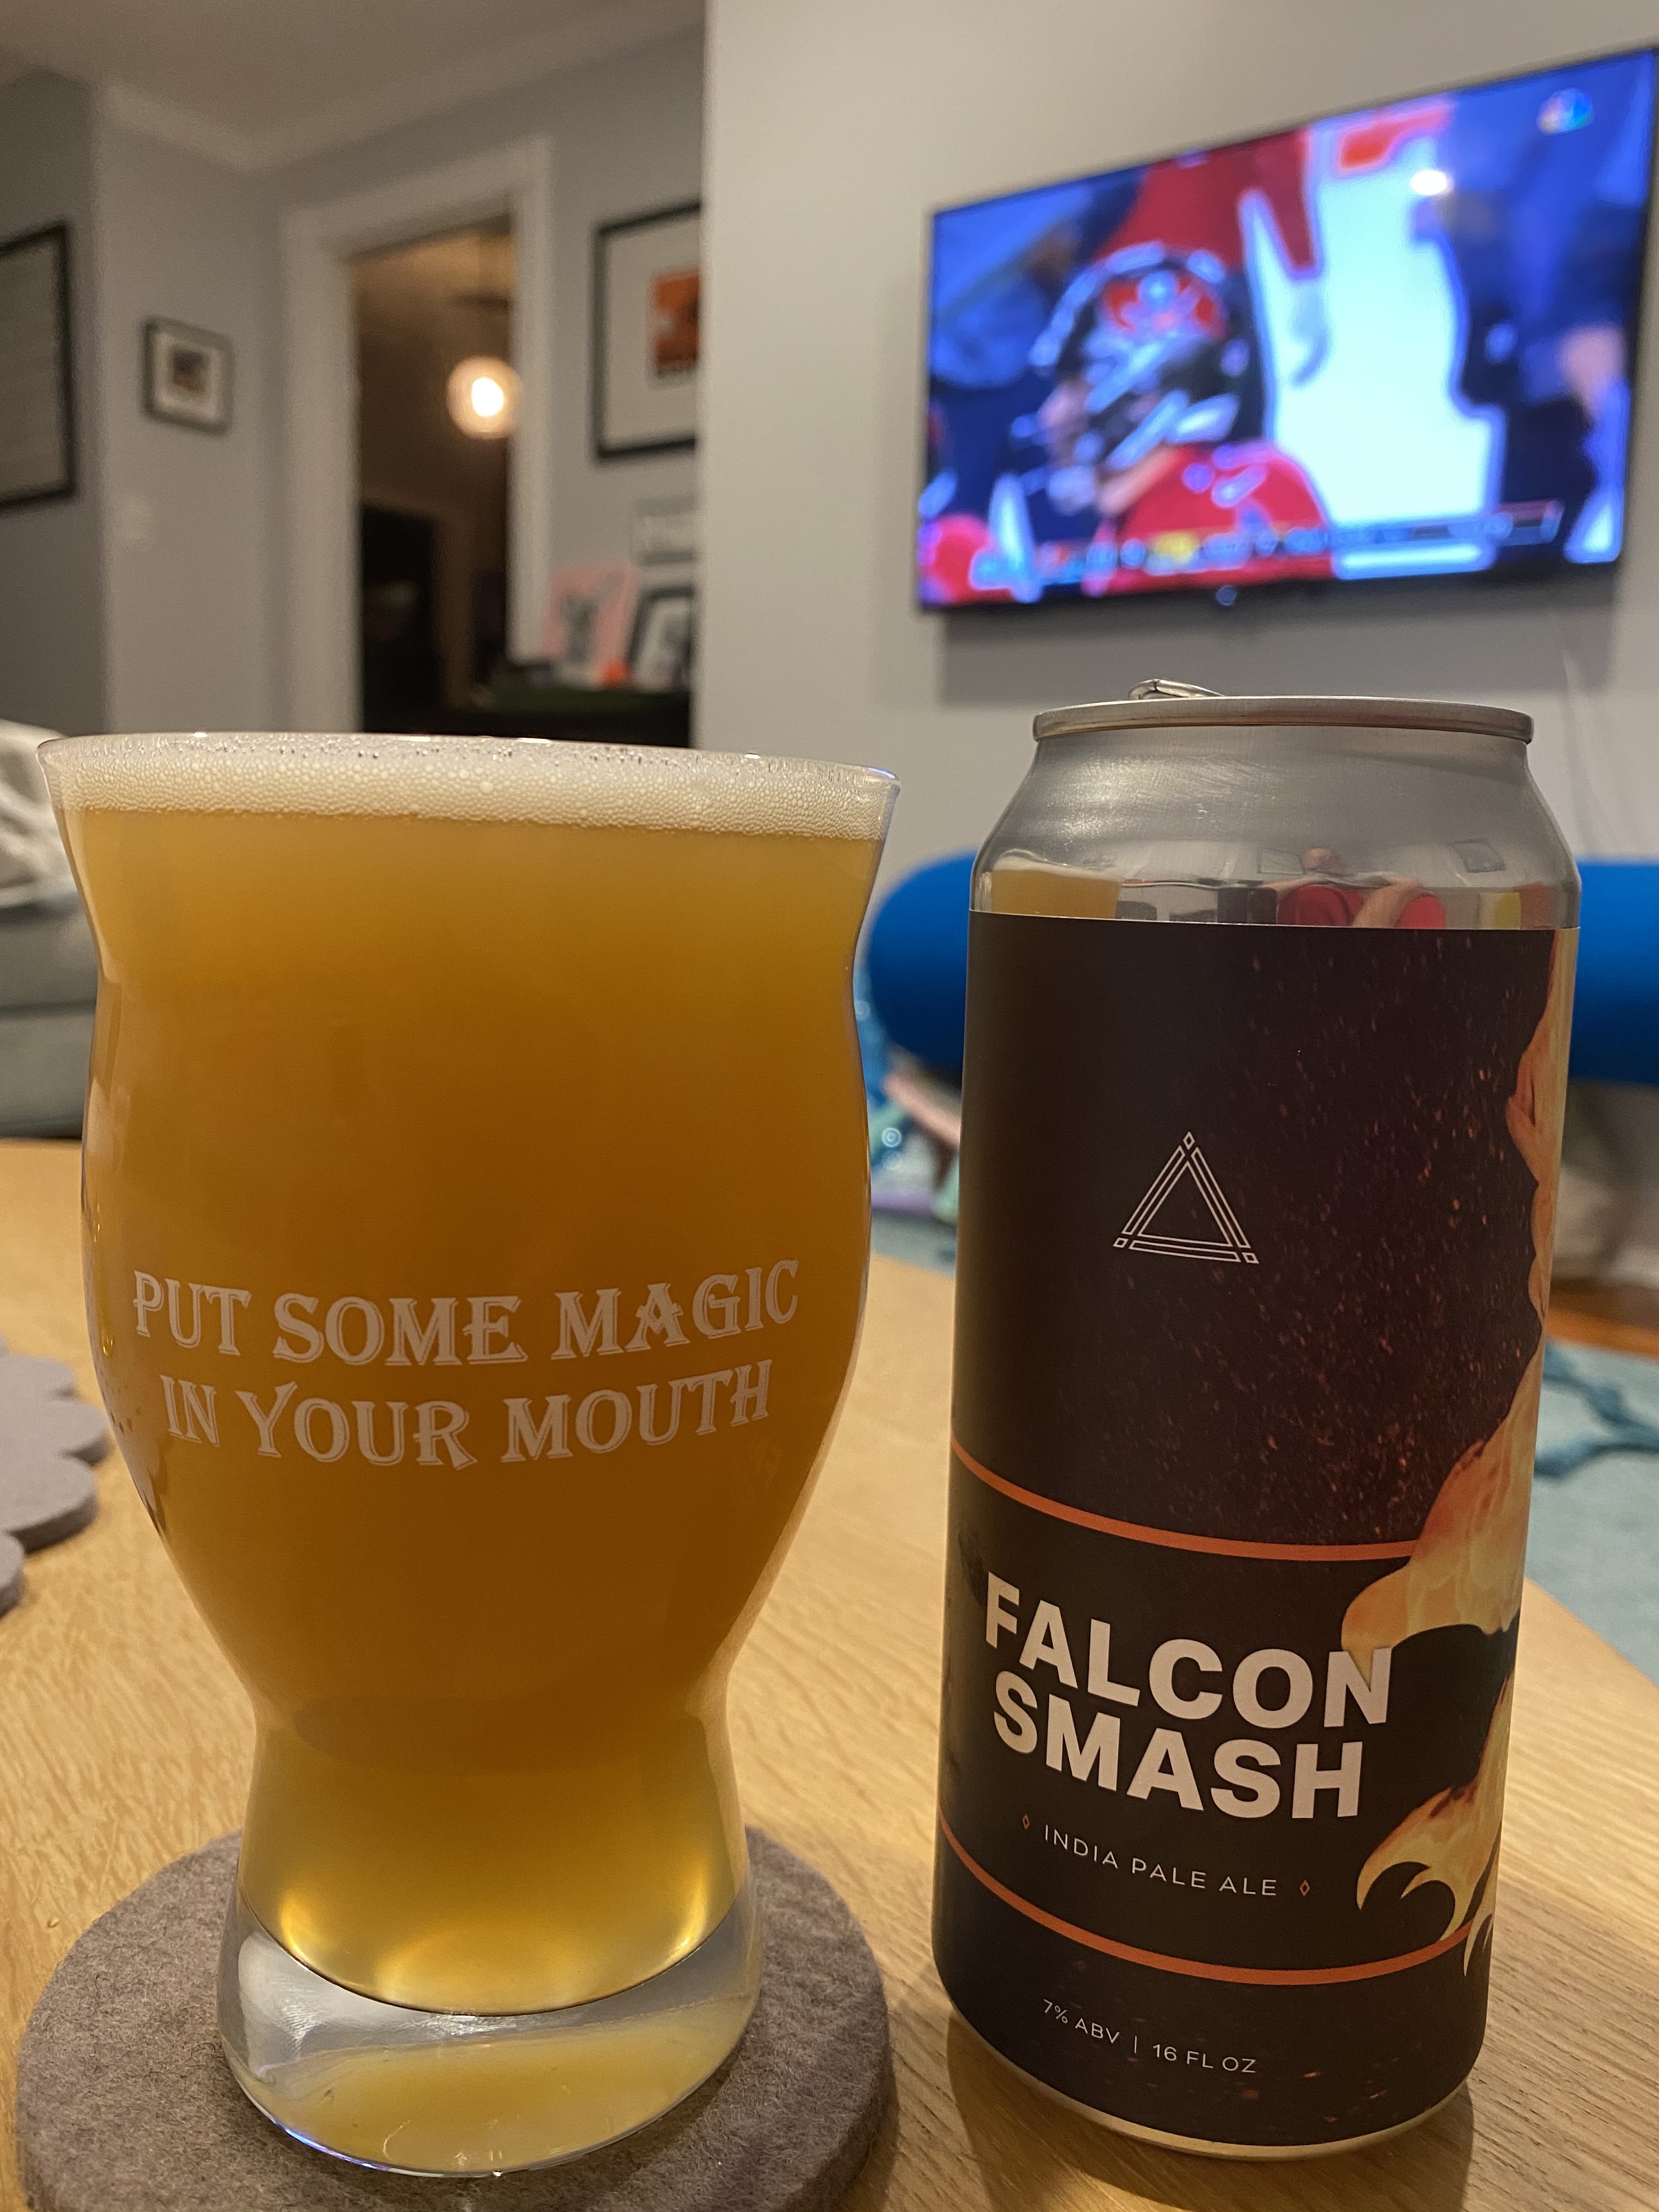 PUT SOME MAGIC
IN YOUR MOUTH
FALCON
SMASH
INDIA PALE ALE
7% ABV | 16 FL OZ